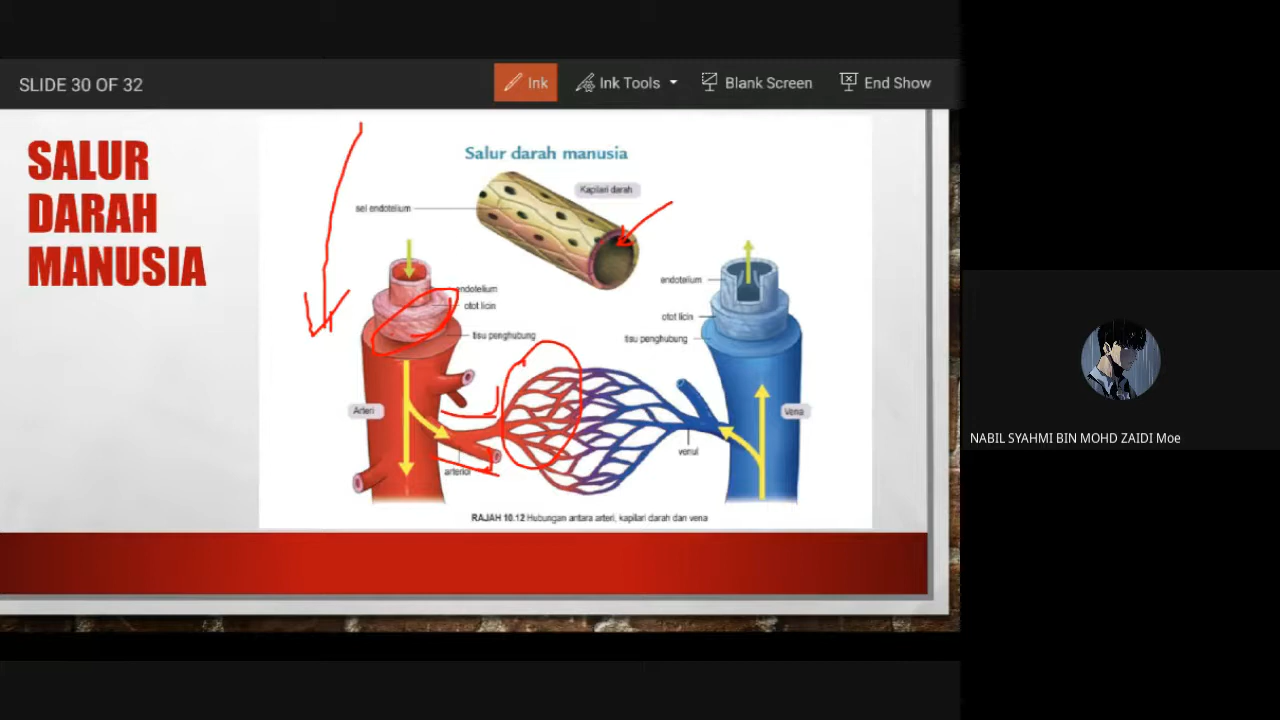 SLIDE 30 OF 32
Ink
Ink Tools
Blank Screen
End Show
SALUR
DARAH
MANUSIA
Salur darah manusia
Kapilari darah
sel endotelium
endotelium
otot licin
tisu penghubung
endotelium
otot licin
tisu penghubung
Arteri
Vena
arteriol
venul
RAJAH 10.12 Hubungan antara arteri, kapilari darah dan vena
NABIL SYAHMI BIN MOHD ZAIDI Moe